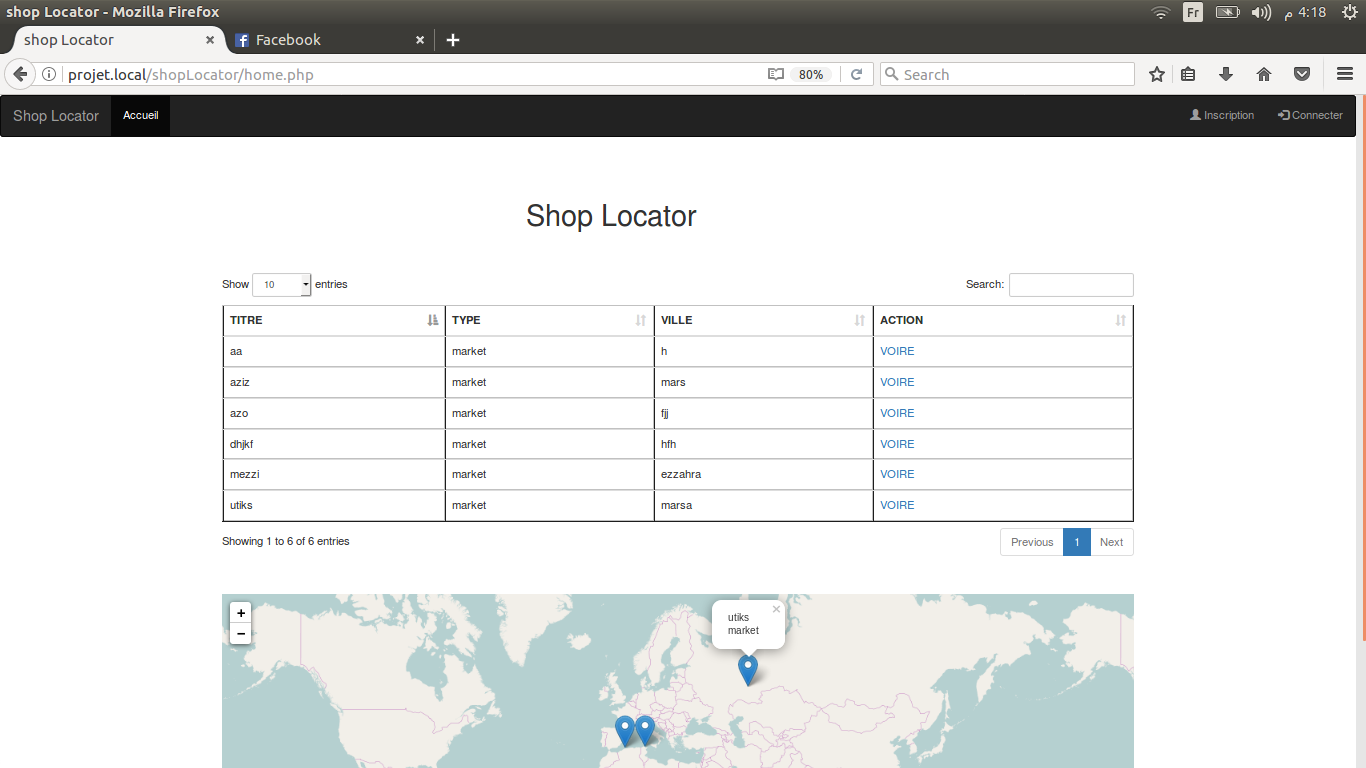 shop Locator - Mozilla Firefox
Fr
4:18 م
shop Locator
Facebook
projet.local/shopLocator/home.php
80%
Search
Shop Locator
Accueil
Inscription
Connecter
Shop Locator
Show 10 entries
Search:
TITRE TYPE VILLE ACTION
aa market h VOIRE
aziz market mars VOIRE
azo market fjj VOIRE
dhjkf market hfh VOIRE
mezzi market ezzahra VOIRE
utiks market marsa VOIRE
Showing 1 to 6 of 6 entries
Previous 1 Next
+
−
utiks
market
×